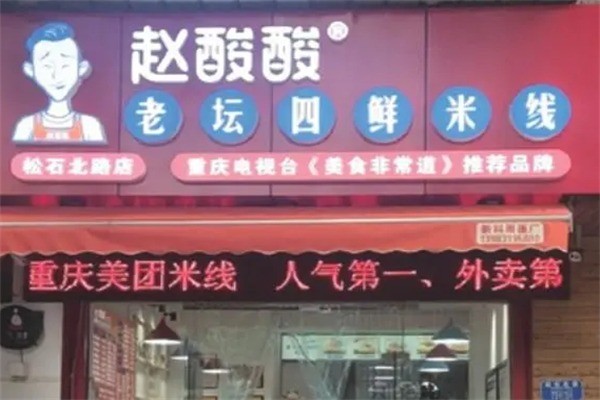 赵酸酸
老坛四鲜米线
松石北路店
重庆电视台《美食非常道》推荐品牌
重庆美团米线 人气第一、外卖第